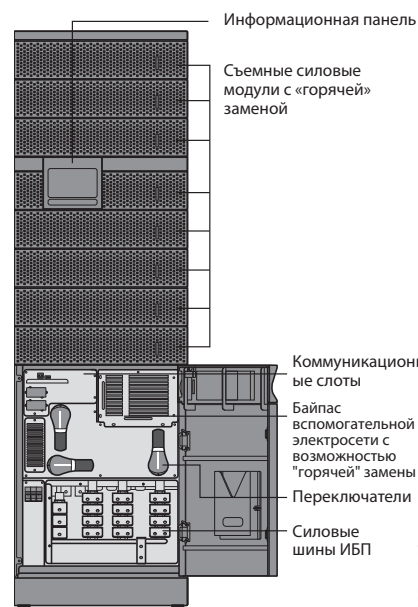 Информационная панель
Съемные силовые
модули с «горячей»
заменой
Коммуникационн
ые слоты
Байпас
вспомогательной
электросети с
возможностью
"горячей" замены
Переключатели
Силовые
шины ИБП